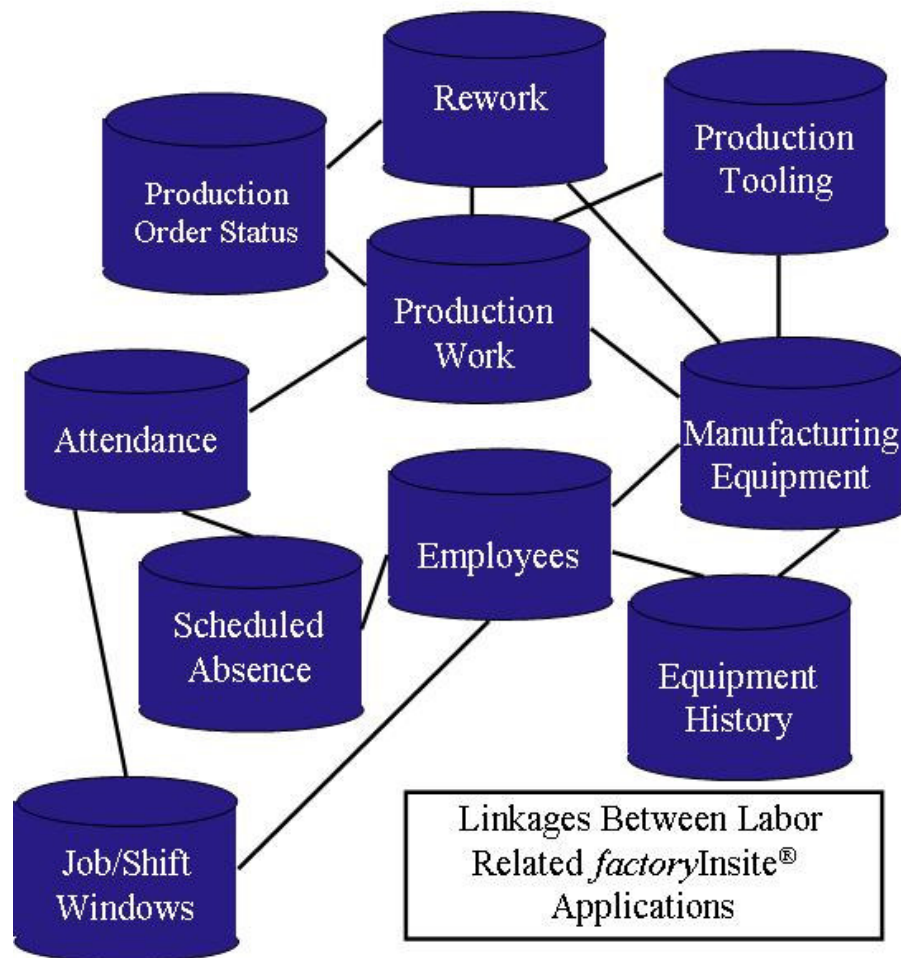 Rework
Production
Tooling
Production
Order Status
Production
Work
Attendance
Manufacturing
Equipment
Employees
Scheduled
Absence
Equipment
History
Job/Shift
Windows
Linkages Between Labor
Related factoryInsite®
Applications